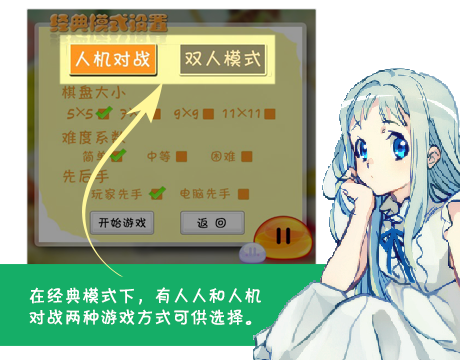 经典模式设置
人机对战 双人模式
棋盘大小
5×5 7× 9×9 11×11
难度系数
简单 中等 困难
先后手
玩家先手 电脑先手
开始游戏 返回
在经典模式下，有人人和人机
对战两种游戏方式可供选择。